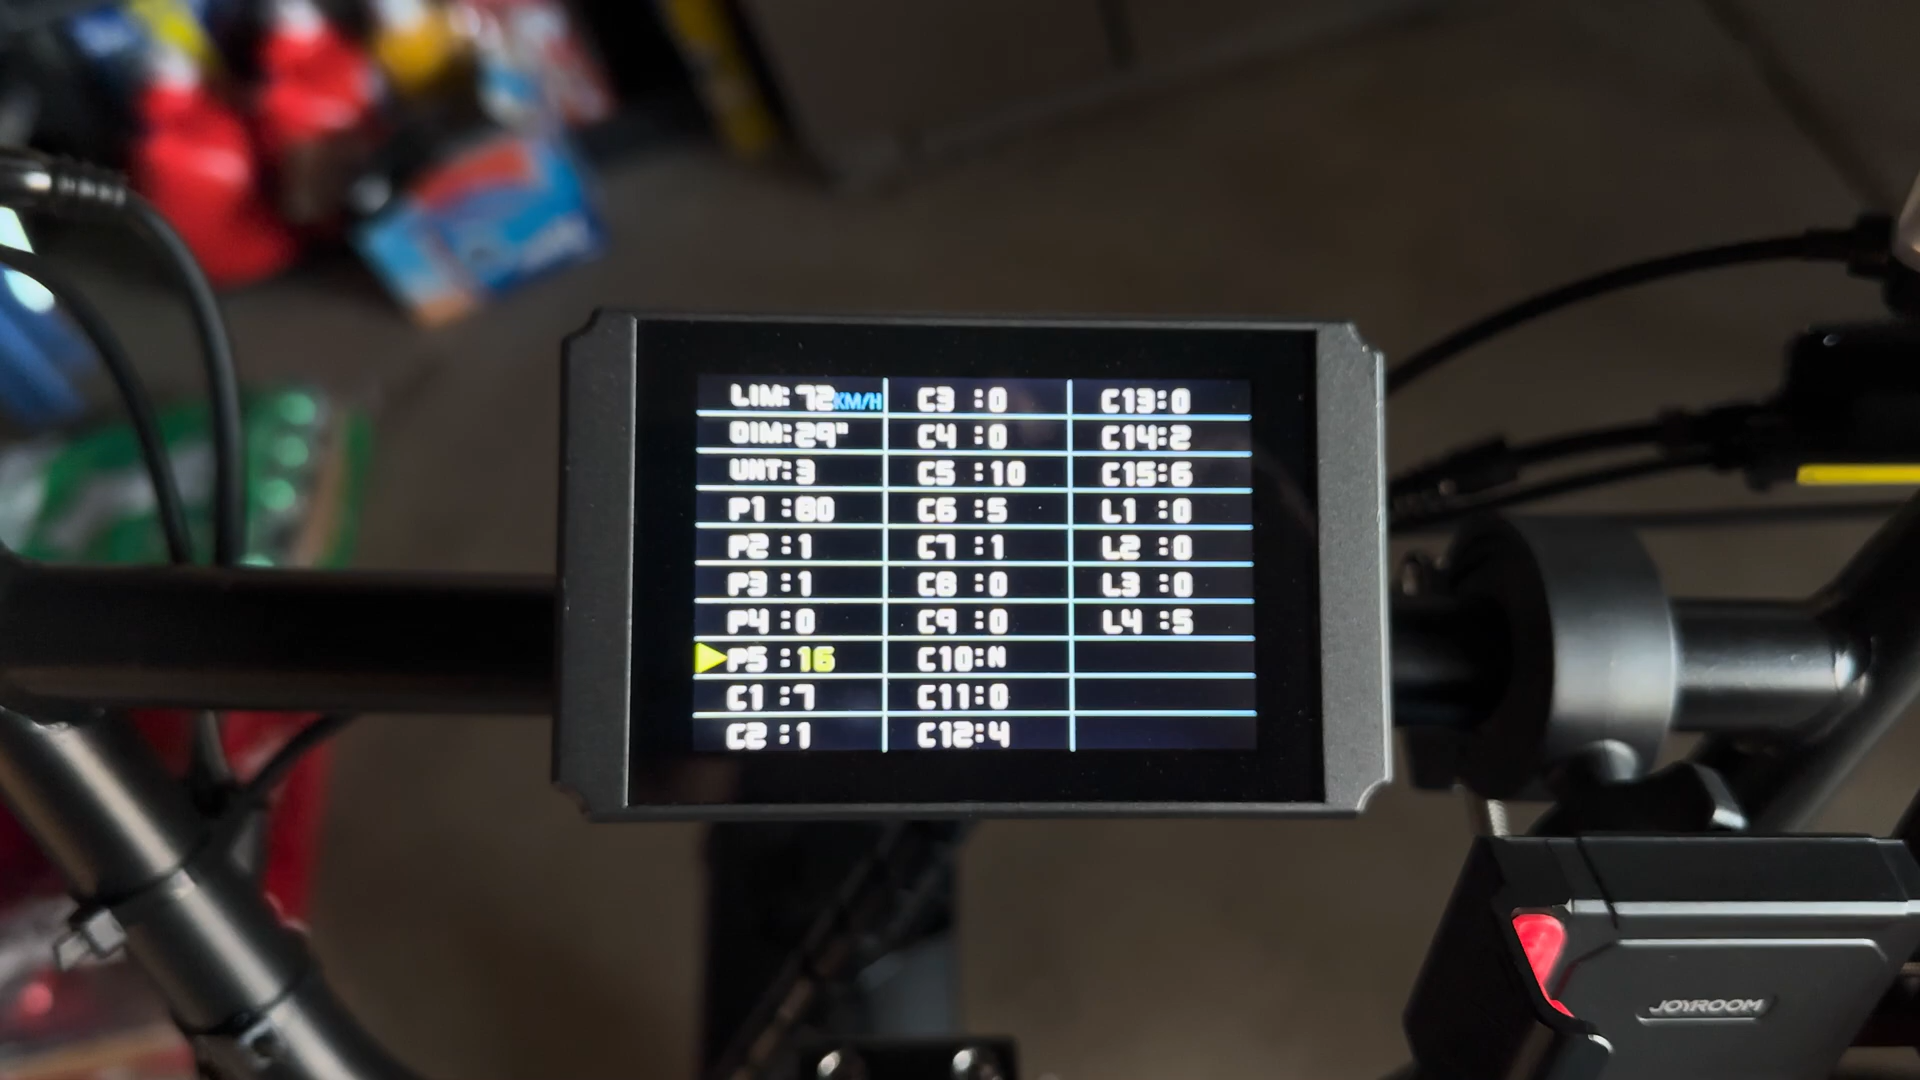 LIM:72KM/H
DIM:29"
UNT:3
P1 :80
P2 :1
P3 :1
P4 :0
P5 :16
C1 :7
C2 :1
C3 :0
C4 :0
C5 :10
C6 :5
C7 :1
C8 :0
C9 :0
C10:N
C11:0
C12:4
C13:0
C14:2
C15:6
L1 :0
L2 :0
L3 :0
L4 :5
JOYROOM